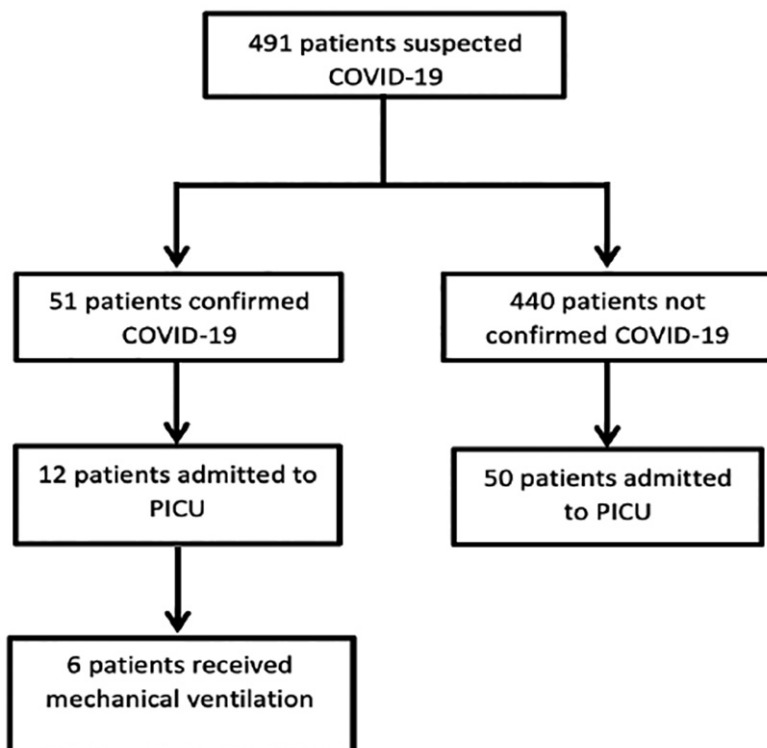 491 patients suspected
COVID-19
51 patients confirmed
COVID-19
440 patients not
confirmed COVID-19
12 patients admitted to
PICU
50 patients admitted
to PICU
6 patients received
mechanical ventilation